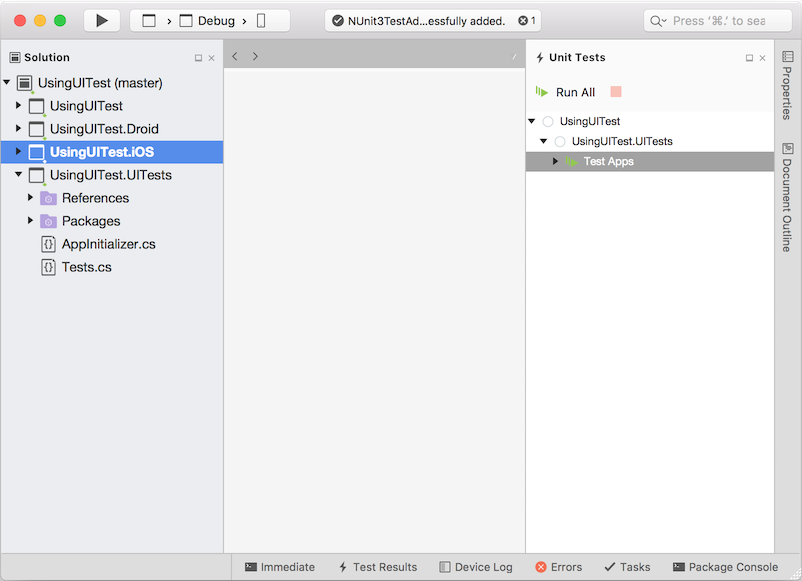 Debug
NUnit3TestAd...essfully added.
1
Press ‘⌘.’ to sea
Solution
UsingUITest (master)
UsingUITest
UsingUITest.Droid
UsingUITest.iOS
UsingUITest.UITests
References
Packages
AppInitializer.cs
Tests.cs
Unit Tests
Run All
UsingUITest
UsingUITest.UITests
Test Apps
Properties
Document Outline
Immediate
Test Results
Device Log
Errors
Tasks
Package Console